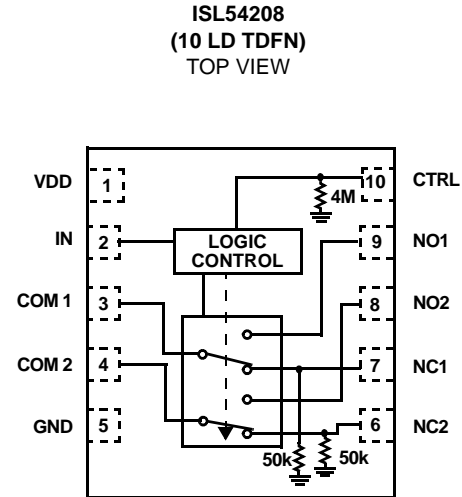 ISL54208
(10 LD TDFN)
TOP VIEW
VDD 1 10 CTRL
4M
IN 2 LOGIC CONTROL 9 NO1
COM 1 3 8 NO2
COM 2 4 7 NC1
GND 5 6 NC2
50k 50k